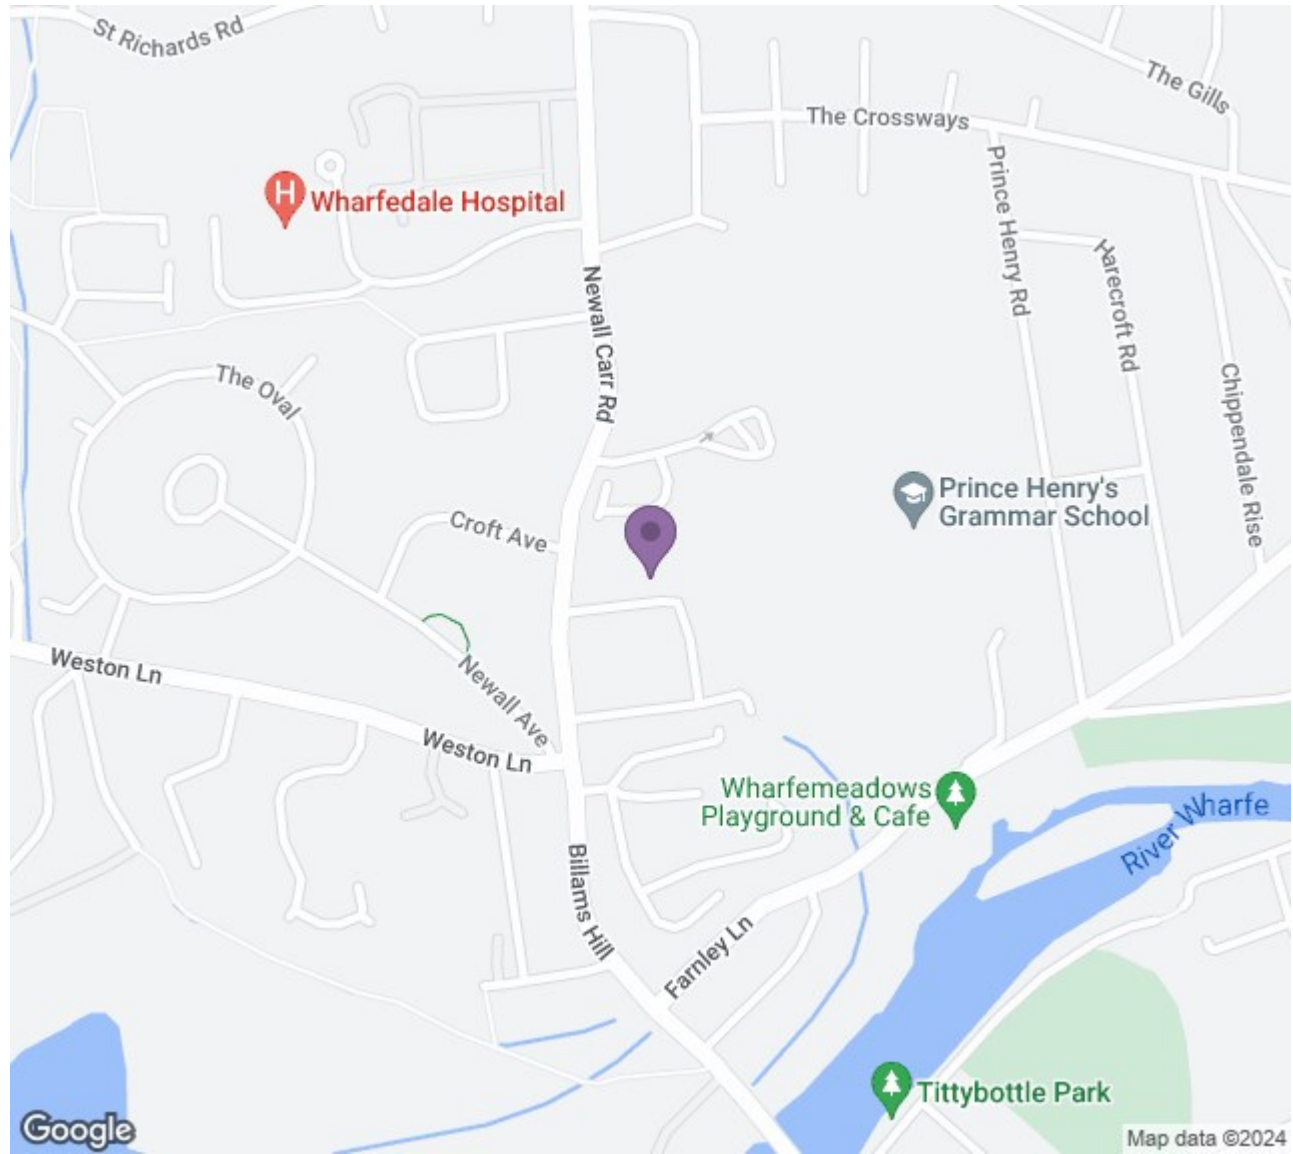 St Richards Rd
The Gills
The Crossways
H
Wharfedale Hospital
Prince Henry Rd
Harecroft Rd
Newall Carr Rd
The Oval
Chippendale Rise
Prince Henry's
Grammar School
Croft Ave
Weston Ln
Newall Ave
Weston Ln
Wharfemeadows
Playground & Cafe
River Wharfe
Billams Hill
Farnley Ln
Tittybottle Park
Google
Map data ©2024